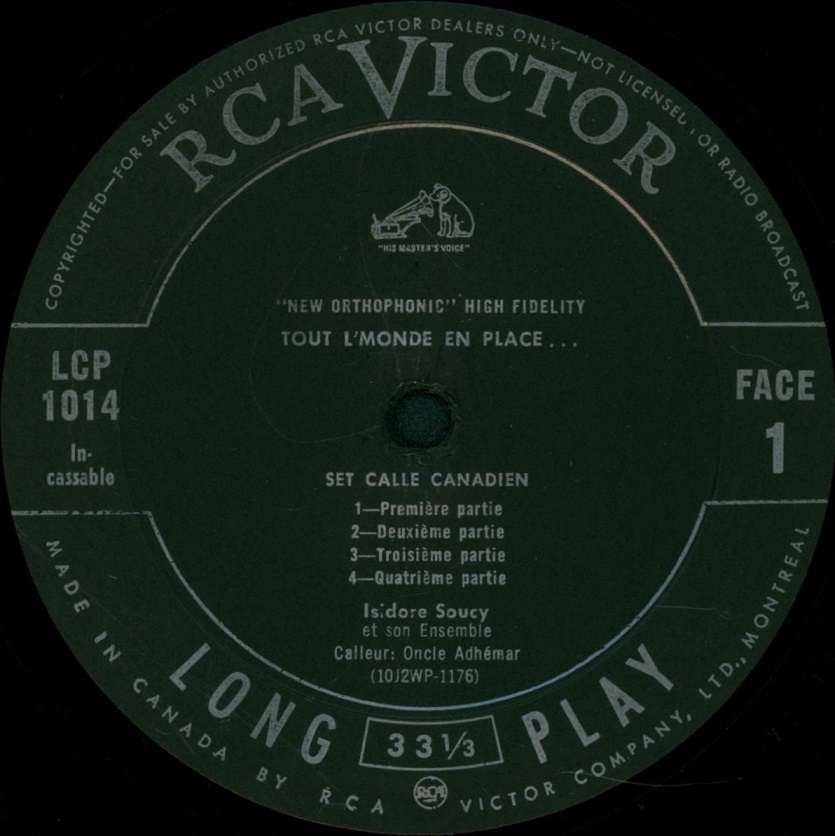 COPYRIGHTED—FOR SALE BY AUTHORIZED RCA VICTOR DEALERS ONLY—NOT LICENSED FOR RADIO BROADCAST
RCA VICTOR
"HIS MASTER'S VOICE"
"NEW ORTHOPHONIC" HIGH FIDELITY
TOUT L'MONDE EN PLACE...
LCP
1014
In-
cassable
FACE
1
SET CALLE CANADIEN
1—Première partie
2—Deuxième partie
3—Troisième partie
4—Quatrième partie
Isidore Soucy
et son Ensemble
Calleur: Oncle Adhémar
(10J2WP-1176)
LONG 33 1/3 PLAY
MADE IN CANADA BY RCA VICTOR COMPANY, LTD., MONTREAL
RCA